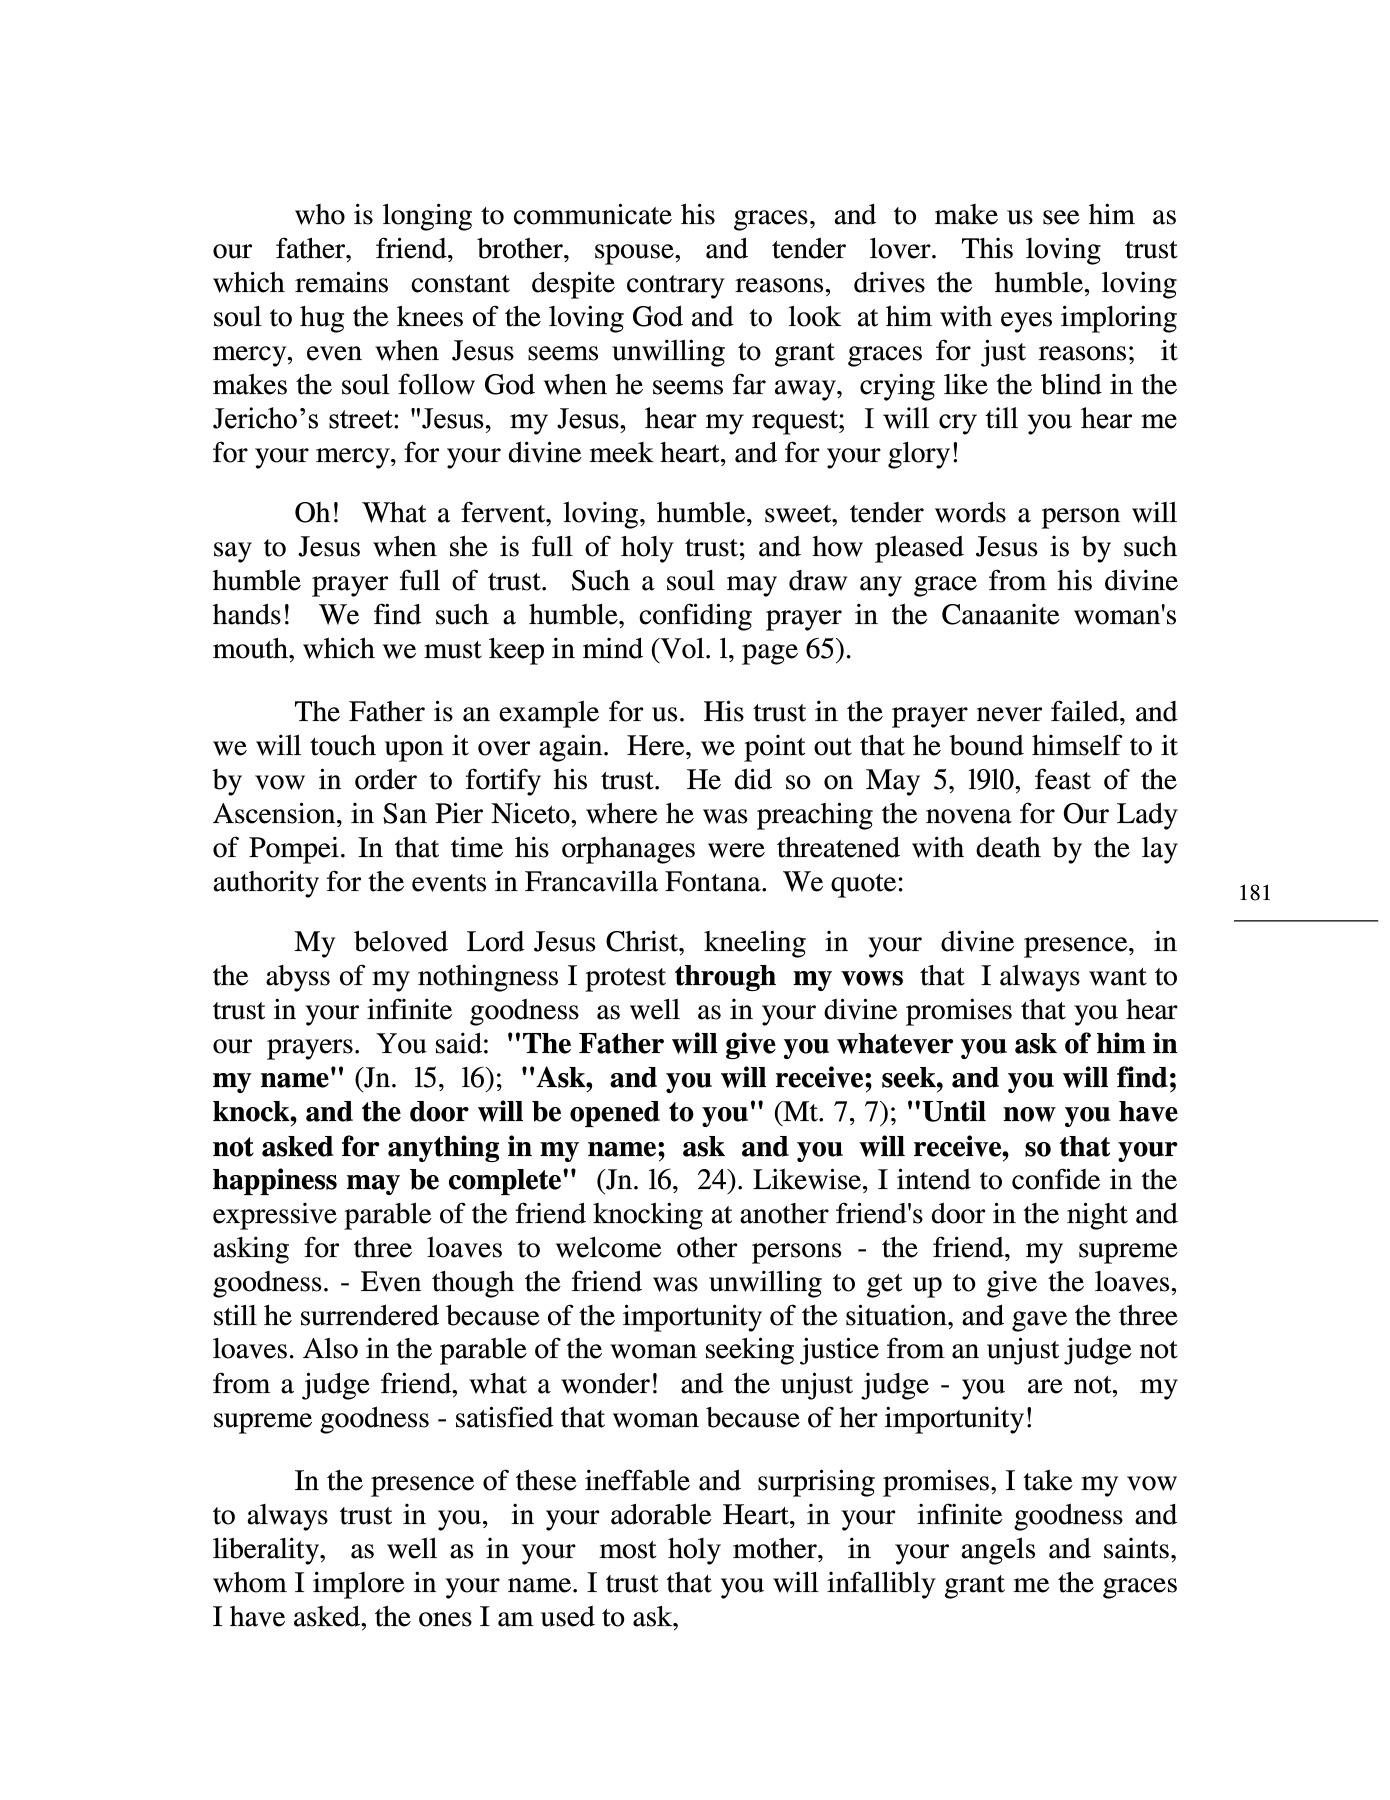 who is longing to communicate his graces, and to make us see him as
our father, friend, brother, spouse, and tender lover. This loving trust
which remains constant despite contrary reasons, drives the humble, loving
soul to hug the knees of the loving God and to look at him with eyes imploring
mercy, even when Jesus seems unwilling to grant graces for just reasons; it
makes the soul follow God when he seems far away, crying like the blind in the
Jericho’s street: "Jesus, my Jesus, hear my request; I will cry till you hear me
for your mercy, for your divine meek heart, and for your glory!
Oh! What a fervent, loving, humble, sweet, tender words a person will
say to Jesus when she is full of holy trust; and how pleased Jesus is by such
humble prayer full of trust. Such a soul may draw any grace from his divine
hands! We find such a humble, confiding prayer in the Canaanite woman's
mouth, which we must keep in mind (Vol. l, page 65).
The Father is an example for us. His trust in the prayer never failed, and
we will touch upon it over again. Here, we point out that he bound himself to it
by vow in order to fortify his trust. He did so on May 5, l9l0, feast of the
Ascension, in San Pier Niceto, where he was preaching the novena for Our Lady
of Pompei. In that time his orphanages were threatened with death by the lay
authority for the events in Francavilla Fontana. We quote:
181
My beloved Lord Jesus Christ, kneeling in your divine presence, in
the abyss of my nothingness I protest through my vows that I always want to
trust in your infinite goodness as well as in your divine promises that you hear
our prayers. You said: "The Father will give you whatever you ask of him in
my name" (Jn. l5, l6); "Ask, and you will receive; seek, and you will find;
knock, and the door will be opened to you" (Mt. 7, 7); "Until now you have
not asked for anything in my name; ask and you will receive, so that your
happiness may be complete" (Jn. l6, 24). Likewise, I intend to confide in the
expressive parable of the friend knocking at another friend's door in the night and
asking for three loaves to welcome other persons - the friend, my supreme
goodness. - Even though the friend was unwilling to get up to give the loaves,
still he surrendered because of the importunity of the situation, and gave the three
loaves. Also in the parable of the woman seeking justice from an unjust judge not
from a judge friend, what a wonder! and the unjust judge - you are not, my
supreme goodness - satisfied that woman because of her importunity!
In the presence of these ineffable and surprising promises, I take my vow
to always trust in you, in your adorable Heart, in your infinite goodness and
liberality, as well as in your most holy mother, in your angels and saints,
whom I implore in your name. I trust that you will infallibly grant me the graces
I have asked, the ones I am used to ask,